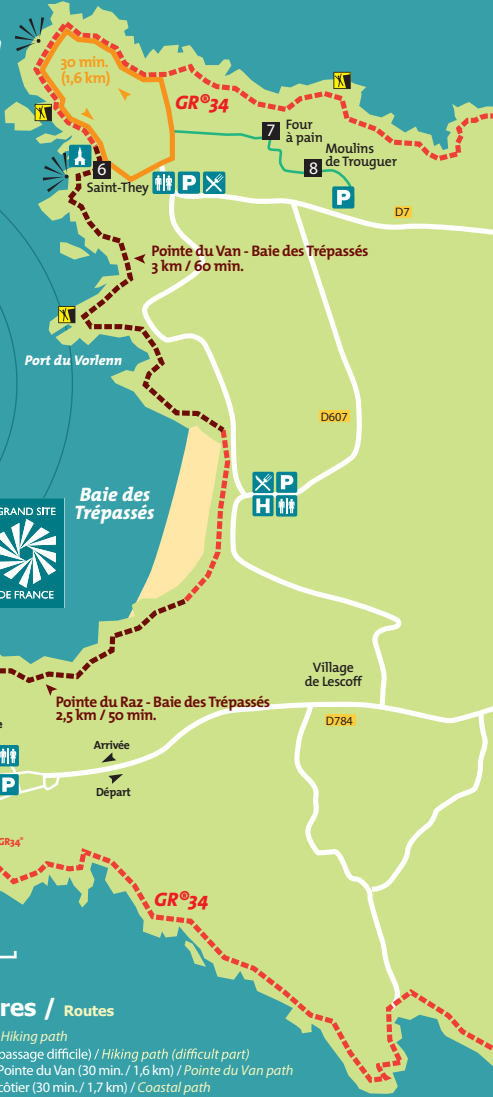 30 min.
(1,6 km)
GR®34
7
Four
à pain
8
Moulins
de Trouguer
6
Saint-They
P
P
D7
Pointe du Van - Baie des Trépassés
3 km / 60 min.
Port du Vorlenn
D607
P
H
Baie des
Trépassés
GRAND SITE
DE FRANCE
Village
de Lescoff
Pointe du Raz - Baie des Trépassés
2,5 km / 50 min.
D784
Arrivée
Départ
P
GR34®
GR®34
res / Routes
Hiking path
passage difficile) / Hiking path (difficult part)
Pointe du Van (30 min. / 1,6 km) / Pointe du Van path
côtier (30 min. / 1,7 km) / Coastal path